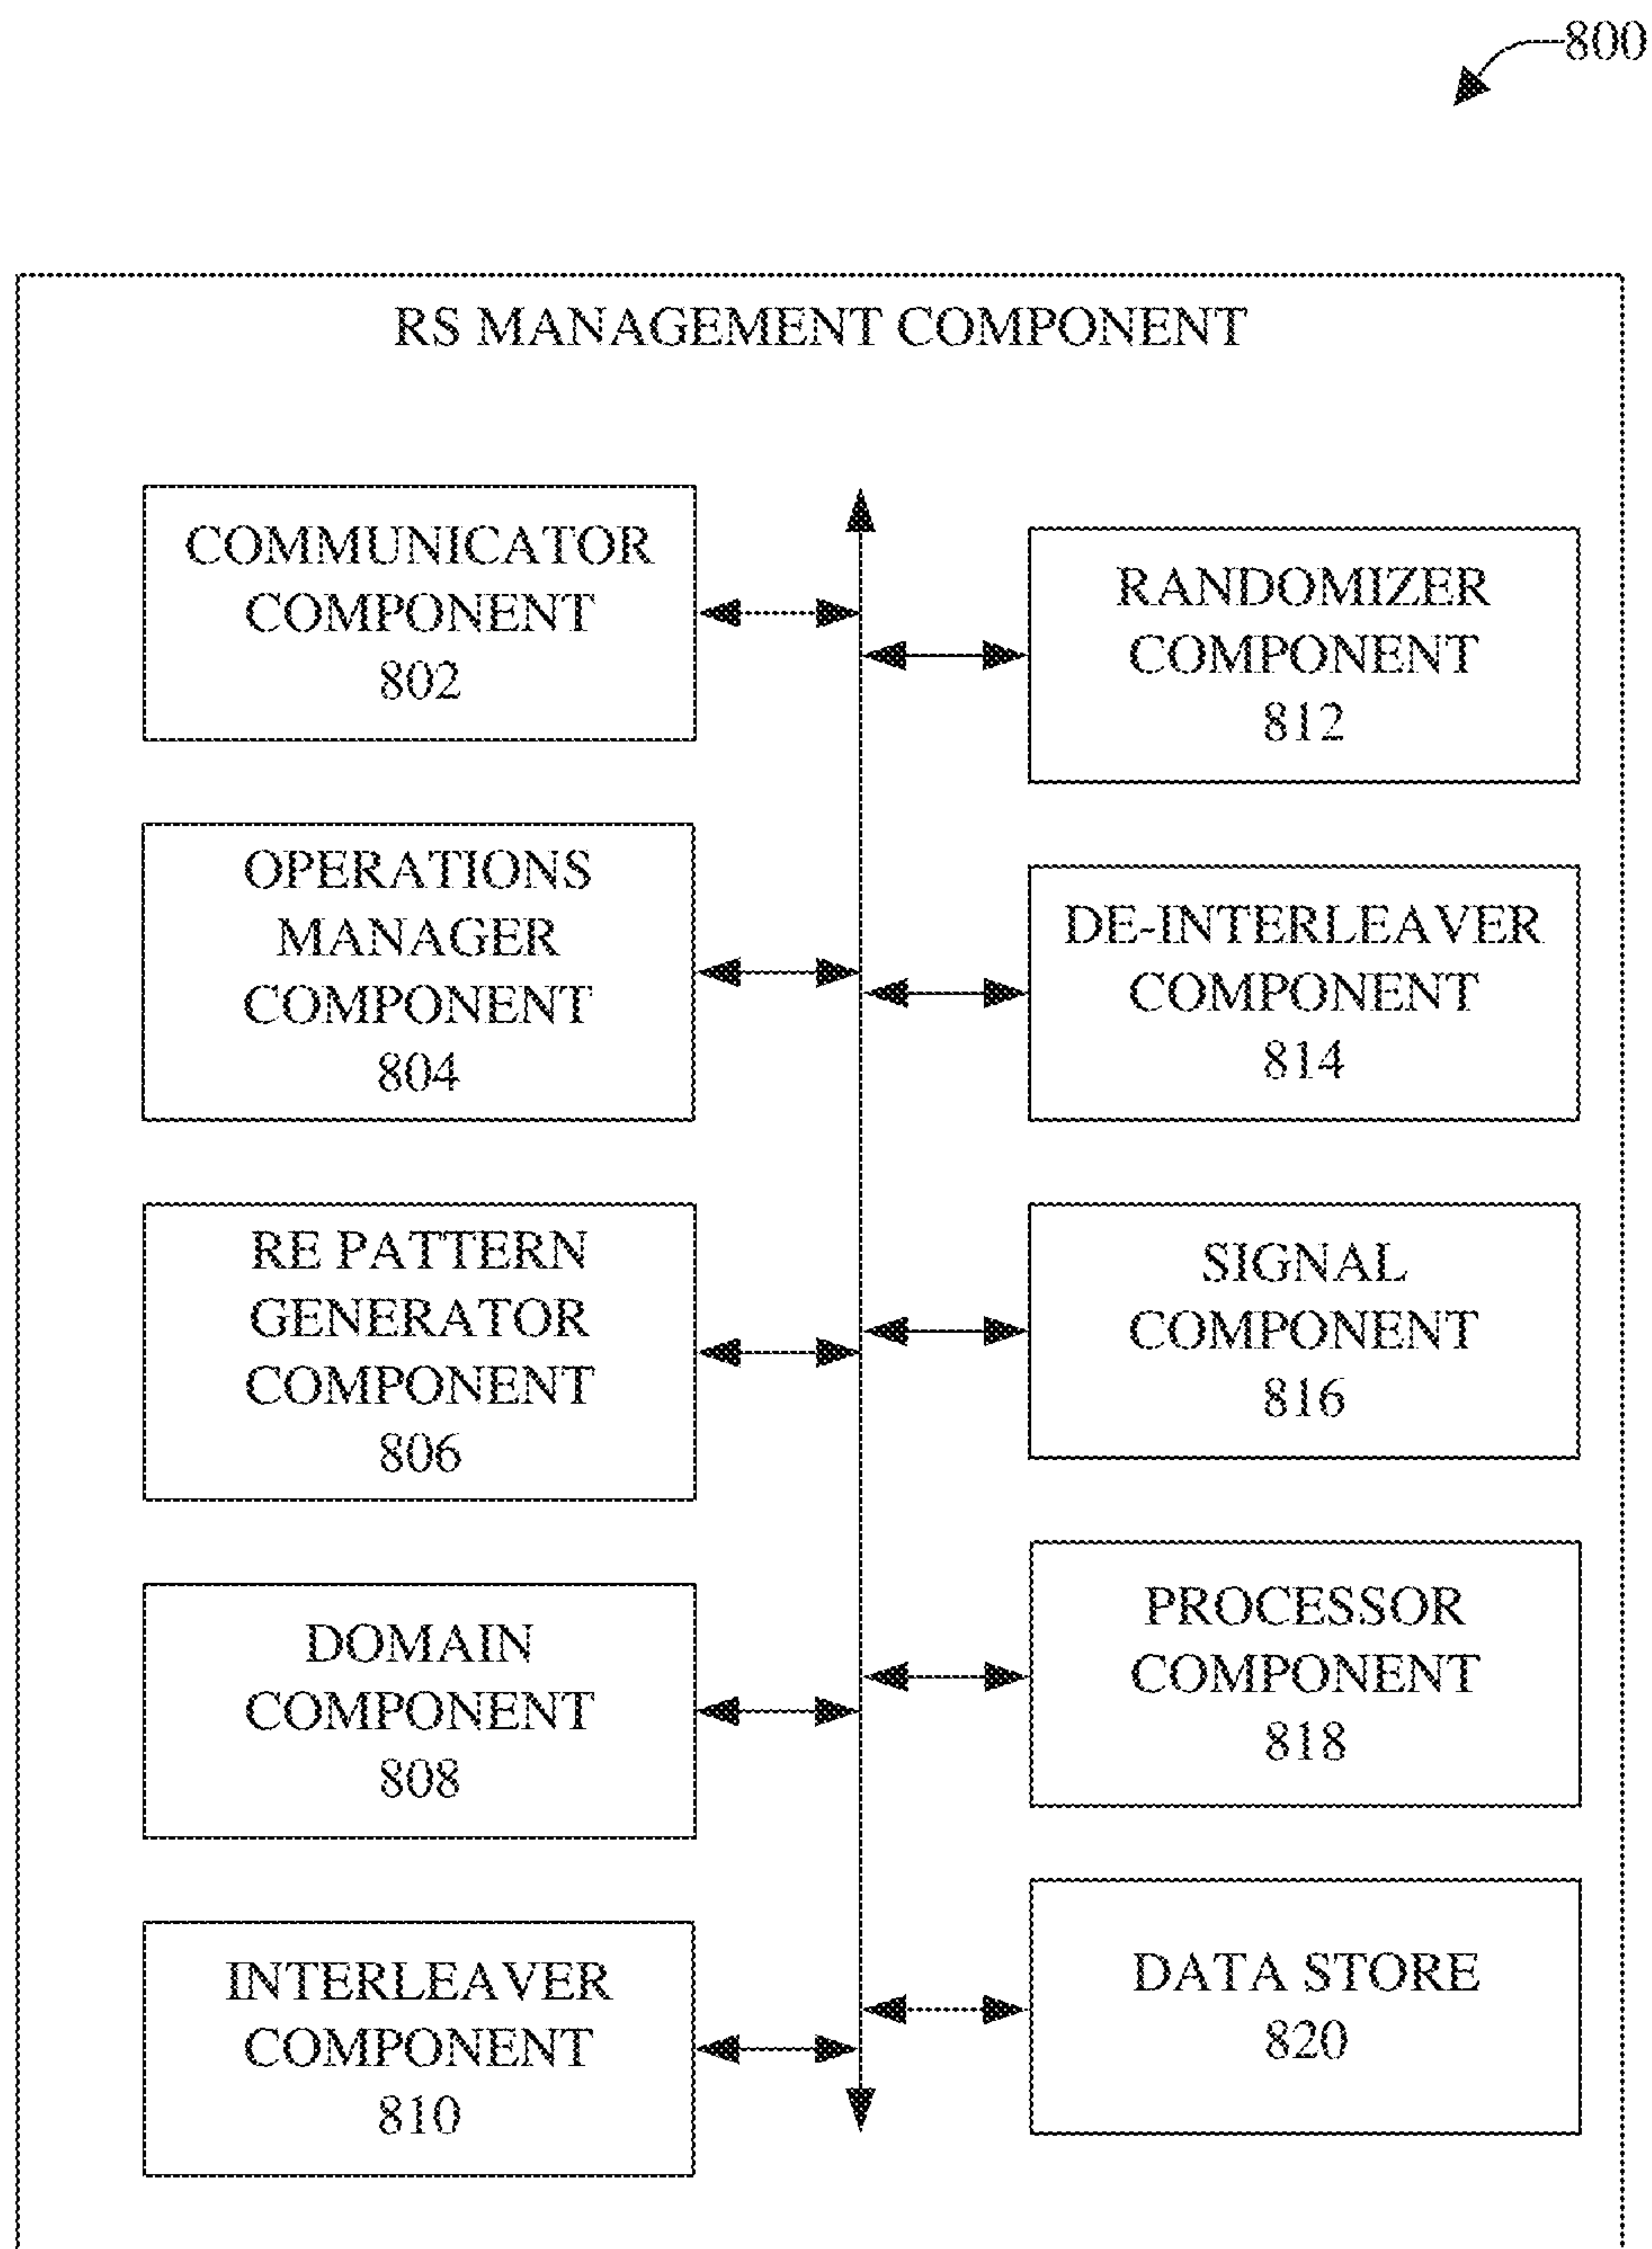 800
RS MANAGEMENT COMPONENT
COMMUNICATOR
COMPONENT
802
OPERATIONS
MANAGER
COMPONENT
804
RE PATTERN
GENERATOR
COMPONENT
806
DOMAIN
COMPONENT
808
INTERLEAVER
COMPONENT
810
RANDOMIZER
COMPONENT
812
DE-INTERLEAVER
COMPONENT
814
SIGNAL
COMPONENT
816
PROCESSOR
COMPONENT
818
DATA STORE
820